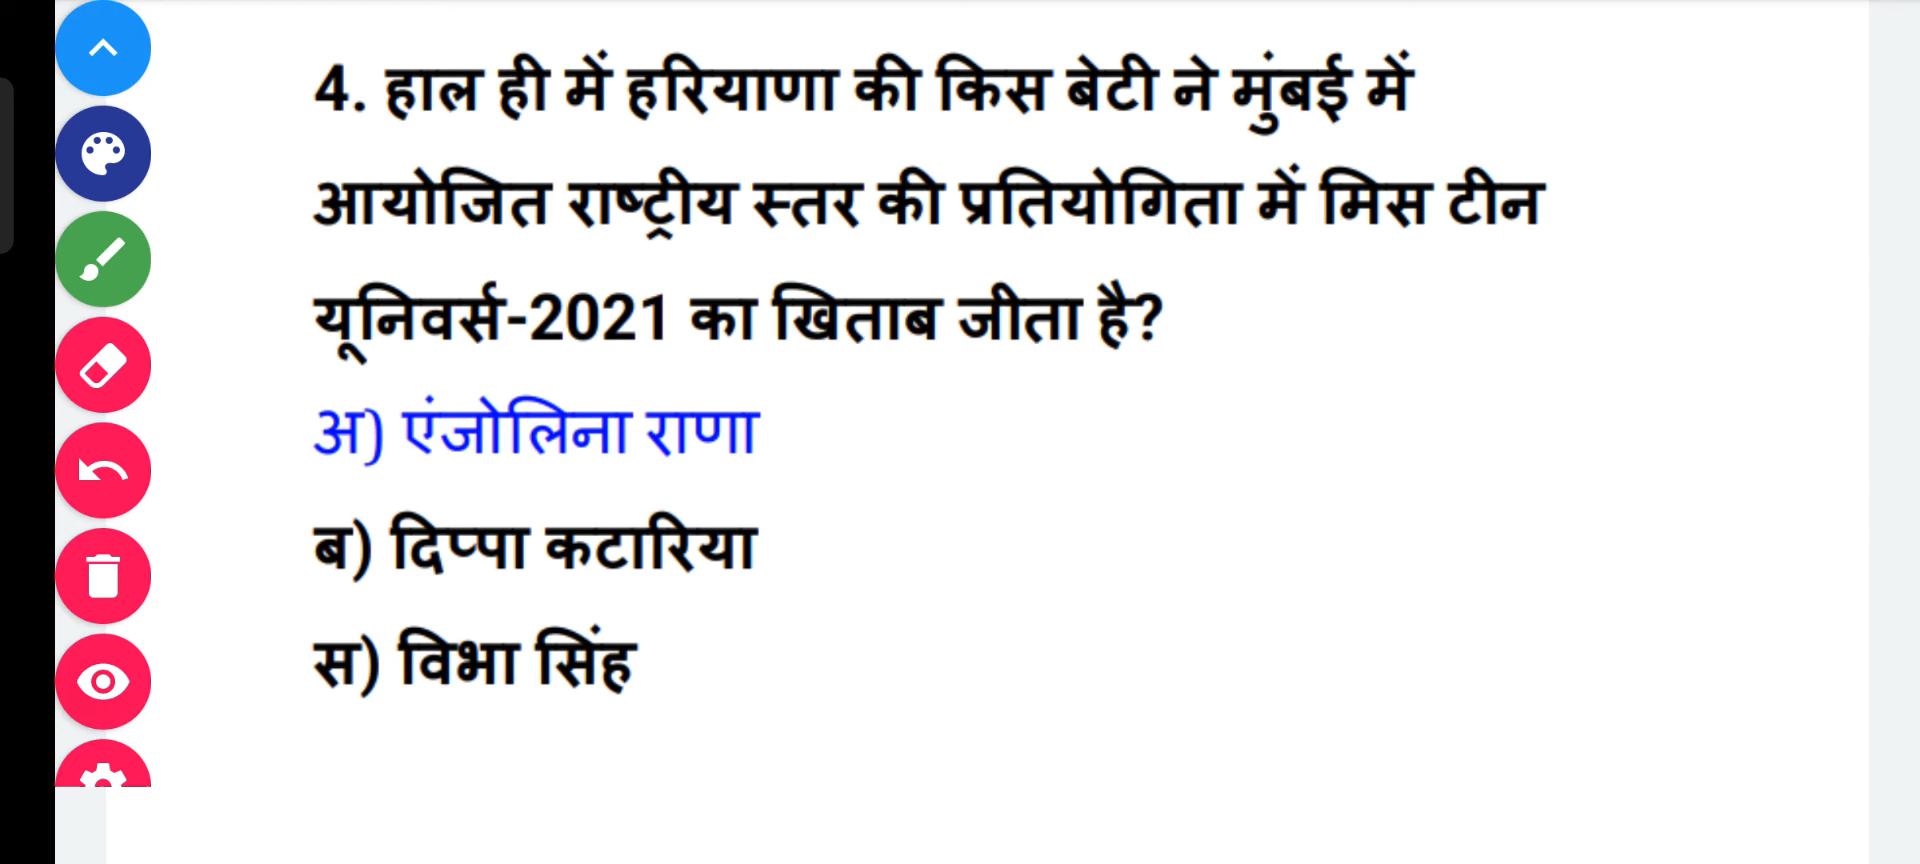 4. हाल ही में हरियाणा की किस बेटी ने मुंबई में
आयोजित राष्ट्रीय स्तर की प्रतियोगिता में मिस टीन
यूनिवर्स-2021 का खिताब जीता है?
अ) एंजोलिना राणा
ब) दिप्पा कटारिया
स) विभा सिंह